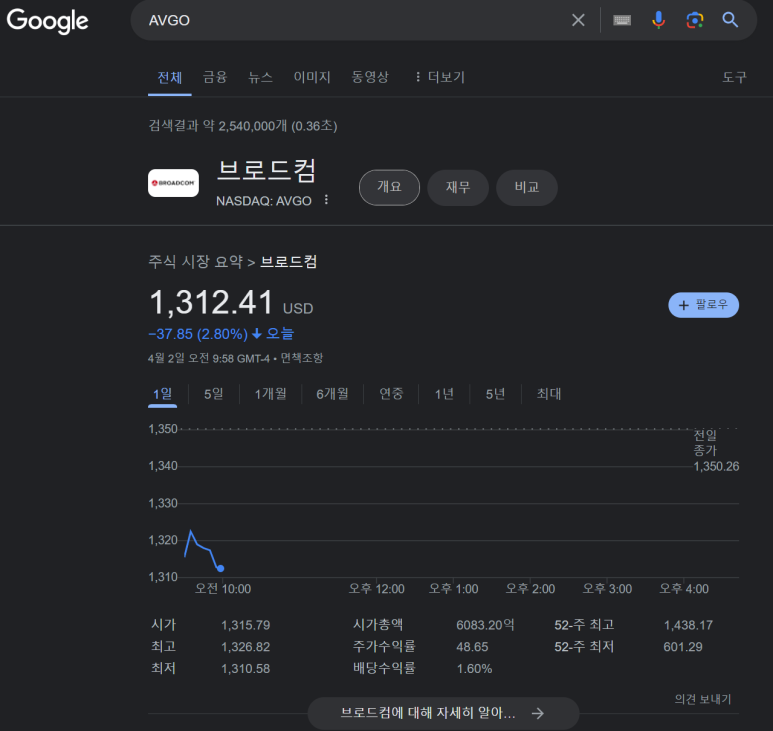 Google AVGO
전체 금융 뉴스 이미지 동영상 더보기 도구
검색결과 약 2,540,000개 (0.36초)
BROADCOM
브로드컴
NASDAQ: AVGO
개요 재무 비교
주식 시장 요약 > 브로드컴
1,312.41 USD
+ 팔로우
−37.85 (2.80%) 오늘
4월 2일 오전 9:58 GMT-4 • 면책조항
1일 5일 1개월 6개월 연중 1년 5년 최대
1,350
전일
종가
1,350.26
1,340
1,330
1,320
1,310
오전 10:00 오후 12:00 오후 1:00 오후 2:00 오후 3:00 오후 4:00
시가 1,315.79 시가총액 6083.20억 52-주 최고 1,438.17
최고 1,326.82 주가수익률 48.65 52-주 최저 601.29
최저 1,310.58 배당수익률 1.60%
의견 보내기
브로드컴에 대해 자세히 알아...